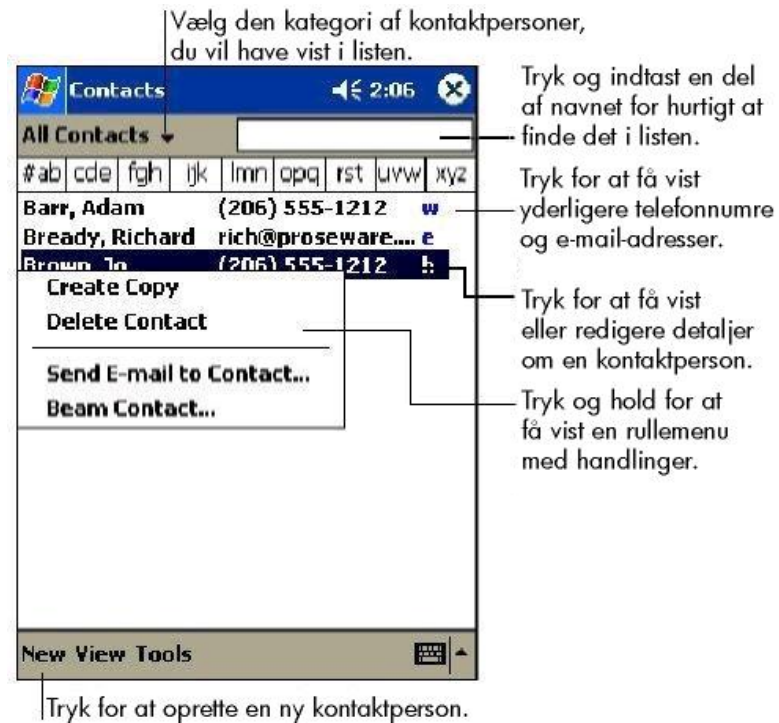 Vælg den kategori af kontaktpersoner,
du vil have vist i listen.
Contacts 2:06
All Contacts
#ab cde fgh ijk lmn opq rst uvw xyz
Barr, Adam (206) 555-1212 w
Bready, Richard rich@proseware.... e
Brown, Jo (206) 555-1212 h
Create Copy
Delete Contact
Send E-mail to Contact...
Beam Contact...
New View Tools
Tryk og indtast en del
af navnet for hurtigt at
finde det i listen.
Tryk for at få vist
yderligere telefonnumre
og e-mail-adresser.
Tryk for at få vist
eller redigere detaljer
om en kontaktperson.
Tryk og hold for at
få vist en rullemenu
med handlinger.
Tryk for at oprette en ny kontaktperson.